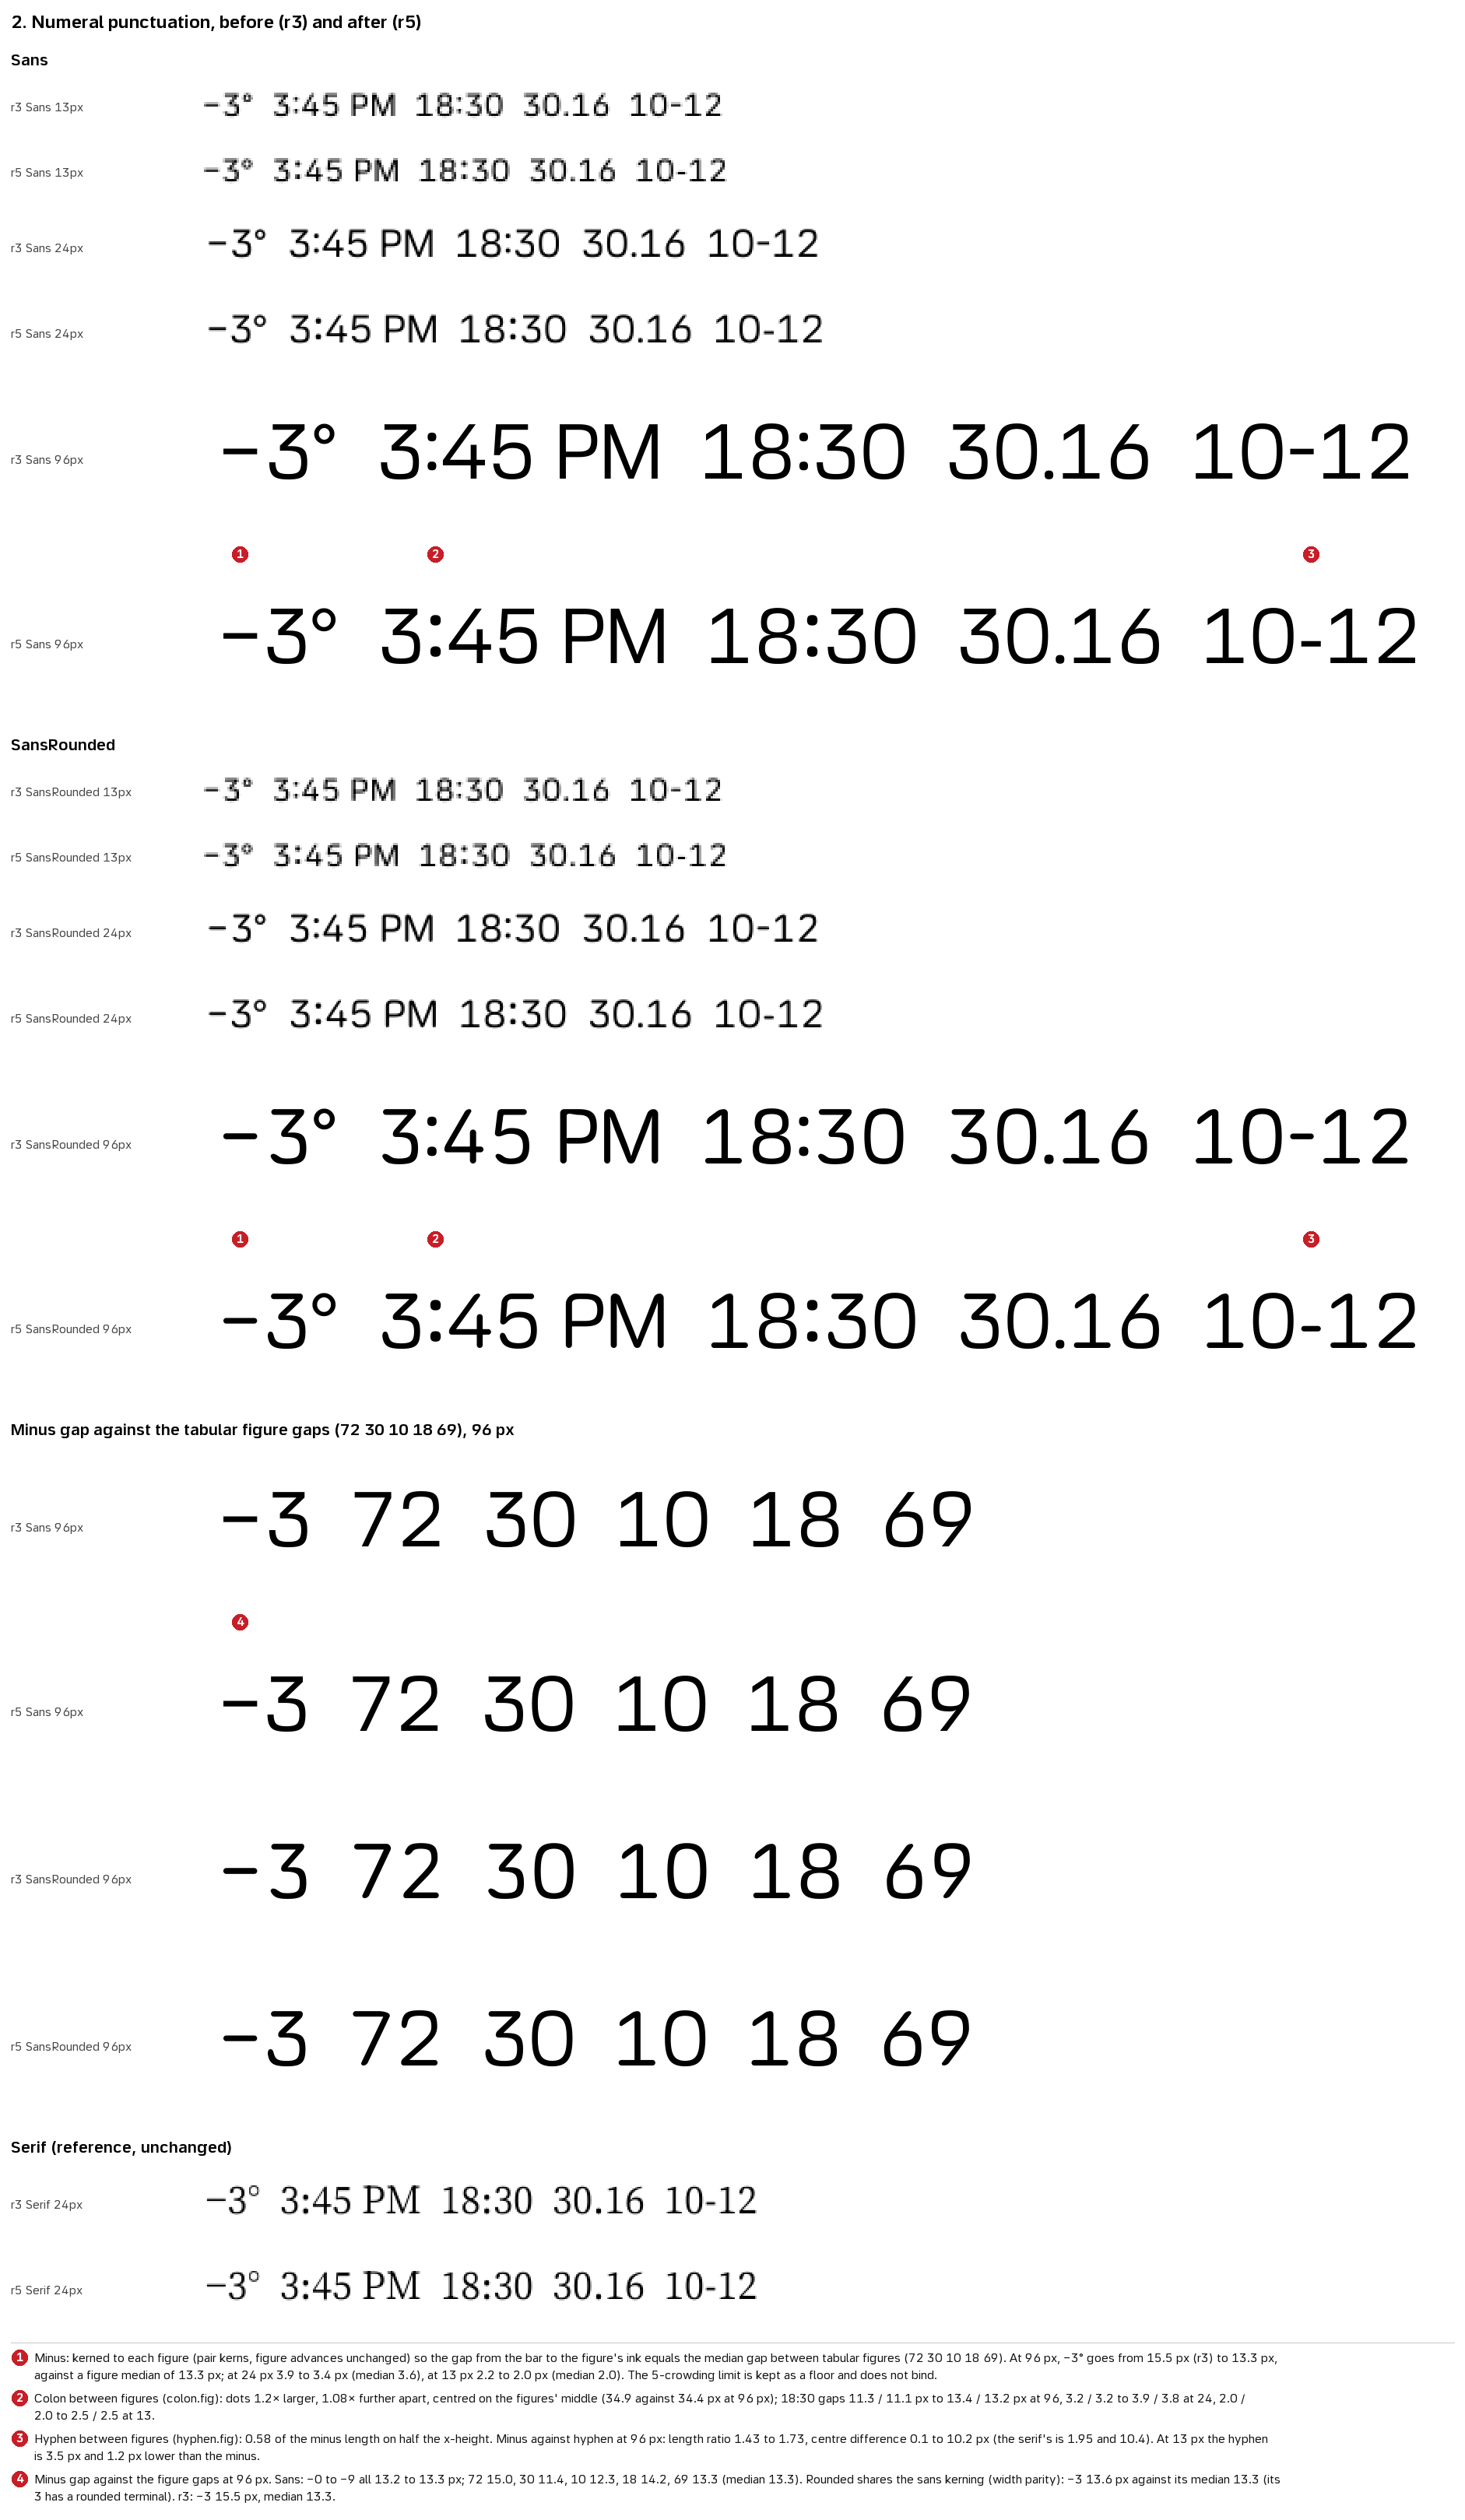 2. Numeral punctuation, before (r3) and after (r5)
Sans
r3 Sans 13px −3° 3:45 PM 18:30 30.16 10-12
r5 Sans 13px −3° 3:45 PM 18:30 30.16 10-12
r3 Sans 24px −3° 3:45 PM 18:30 30.16 10-12
r5 Sans 24px −3° 3:45 PM 18:30 30.16 10-12
r3 Sans 96px −3° 3:45 PM 18:30 30.16 10-12
1 2 3
r5 Sans 96px −3° 3:45 PM 18:30 30.16 10-12
SansRounded
r3 SansRounded 13px −3° 3:45 PM 18:30 30.16 10-12
r5 SansRounded 13px −3° 3:45 PM 18:30 30.16 10-12
r3 SansRounded 24px −3° 3:45 PM 18:30 30.16 10-12
r5 SansRounded 24px −3° 3:45 PM 18:30 30.16 10-12
r3 SansRounded 96px −3° 3:45 PM 18:30 30.16 10-12
1 2 3
r5 SansRounded 96px −3° 3:45 PM 18:30 30.16 10-12
Minus gap against the tabular figure gaps (72 30 10 18 69), 96 px
r3 Sans 96px −3 72 30 10 18 69
4
r5 Sans 96px −3 72 30 10 18 69
r3 SansRounded 96px −3 72 30 10 18 69
r5 SansRounded 96px −3 72 30 10 18 69
Serif (reference, unchanged)
r3 Serif 24px −3° 3:45 PM 18:30 30.16 10-12
r5 Serif 24px −3° 3:45 PM 18:30 30.16 10-12
1 Minus: kerned to each figure (pair kerns, figure advances unchanged) so the gap from the bar to the figure's ink equals the median gap between tabular figures (72 30 10 18 69). At 96 px, −3° goes from 15.5 px (r3) to 13.3 px,
against a figure median of 13.3 px; at 24 px 3.9 to 3.4 px (median 3.6), at 13 px 2.2 to 2.0 px (median 2.0). The 5-crowding limit is kept as a floor and does not bind.
2 Colon between figures (colon.fig): dots 1.2× larger, 1.08× further apart, centred on the figures' middle (34.9 against 34.4 px at 96 px); 18:30 gaps 11.3 / 11.1 px to 13.4 / 13.2 px at 96, 3.2 / 3.2 to 3.9 / 3.8 at 24, 2.0 /
2.0 to 2.5 / 2.5 at 13.
3 Hyphen between figures (hyphen.fig): 0.58 of the minus length on half the x-height. Minus against hyphen at 96 px: length ratio 1.43 to 1.73, centre difference 0.1 to 10.2 px (the serif's is 1.95 and 10.4). At 13 px the hyphen
is 3.5 px and 1.2 px lower than the minus.
4 Minus gap against the figure gaps at 96 px. Sans: −0 to −9 all 13.2 to 13.3 px; 72 15.0, 30 11.4, 10 12.3, 18 14.2, 69 13.3 (median 13.3). Rounded shares the sans kerning (width parity): −3 13.6 px against its median 13.3 (its
3 has a rounded terminal). r3: −3 15.5 px, median 13.3.